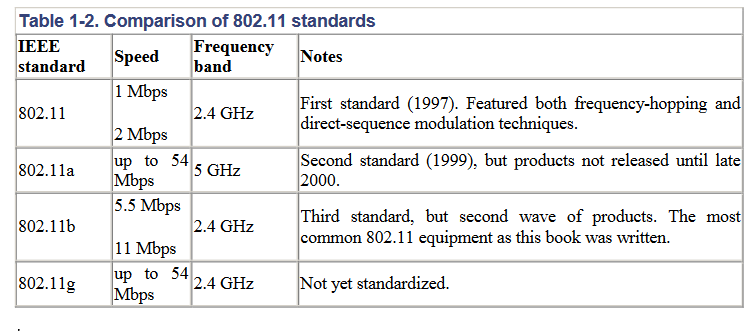 Table 1-2. Comparison of 802.11 standards
IEEE standard Speed Frequency band Notes
802.11
1 Mbps
2 Mbps
2.4 GHz
First standard (1997). Featured both frequency-hopping and
direct-sequence modulation techniques.
802.11a
up to 54
Mbps
5 GHz
Second standard (1999), but products not released until late
2000.
802.11b
5.5 Mbps
11 Mbps
2.4 GHz
Third standard, but second wave of products. The most
common 802.11 equipment as this book was written.
802.11g
up to 54
Mbps
2.4 GHz
Not yet standardized.
.